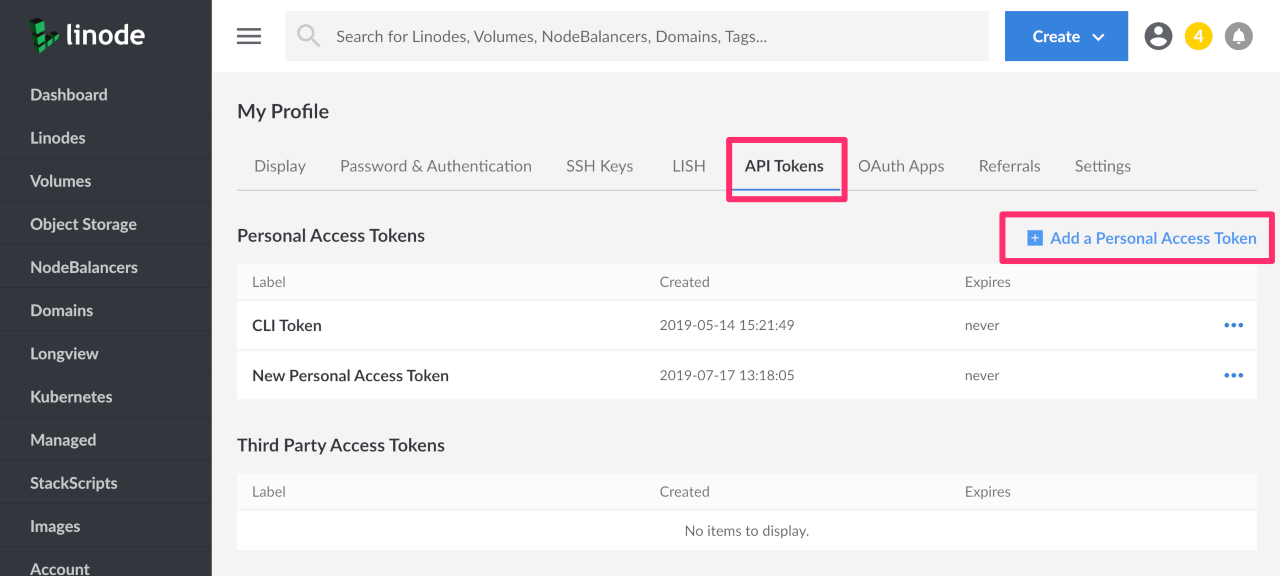 linode
Search for Linodes, Volumes, NodeBalancers, Domains, Tags...
Create
4
Dashboard
Linodes
Volumes
Object Storage
NodeBalancers
Domains
Longview
Kubernetes
Managed
StackScripts
Images
Account
My Profile
Display Password & Authentication SSH Keys LISH API Tokens OAuth Apps Referrals Settings
Personal Access Tokens
Add a Personal Access Token
Label Created Expires
CLI Token 2019-05-14 15:21:49 never
New Personal Access Token 2019-07-17 13:18:05 never
Third Party Access Tokens
Label Created Expires
No items to display.